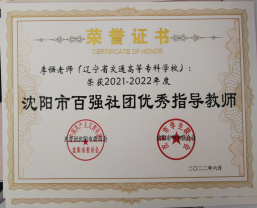 荣誉证书
CERTIFICATE OF HONOR
李楠老师（辽宁省交通高等专科学校）：
荣获2021-2022年度
沈阳市百强社团优秀指导教师
二〇二二年六月